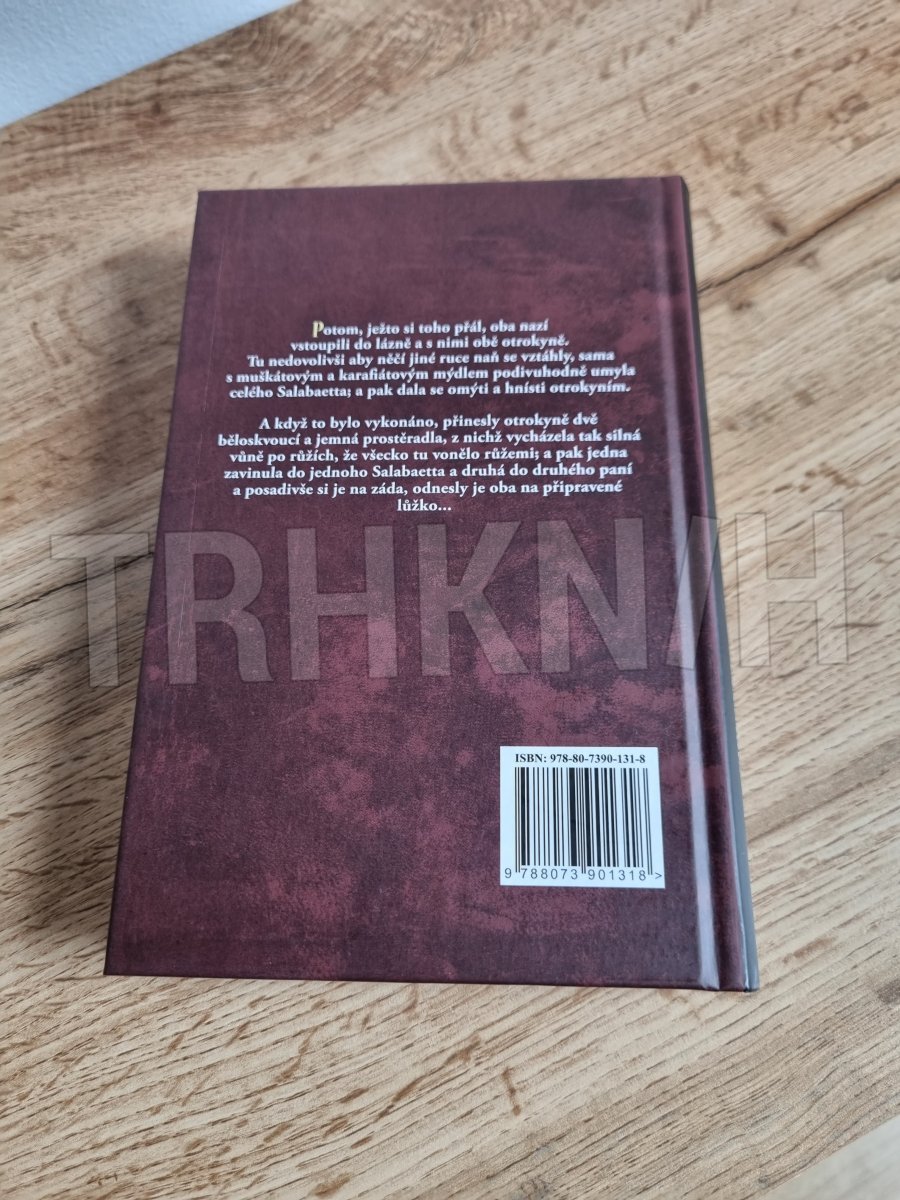 Potom, ježto si toho přál, oba nazí
vstoupili do lázně a s nimi obě otrokyně.
Tu nedovolivši aby něčí jiné ruce naň se vztáhly, sama
s muškátovým a karafiátovým mýdlem podivuhodně umyla
celého Salabaetta; a pak dala se omýti a hnísti otrokyním.
A když to bylo vykonáno, přinesly otrokyně dvě
běloskvoucí a jemná prostěradla, z nichž vycházela tak silná
vůně po růžích, že všecko tu vonělo růžemi; a pak jedna
zavinula do jednoho Salabaetta a druhá do druhého paní
a posadivše si je na záda, odnesly je oba na připravené
lůžko...
TRHKNIH
ISBN: 978-80-7390-131-8
9 788073 901318 >